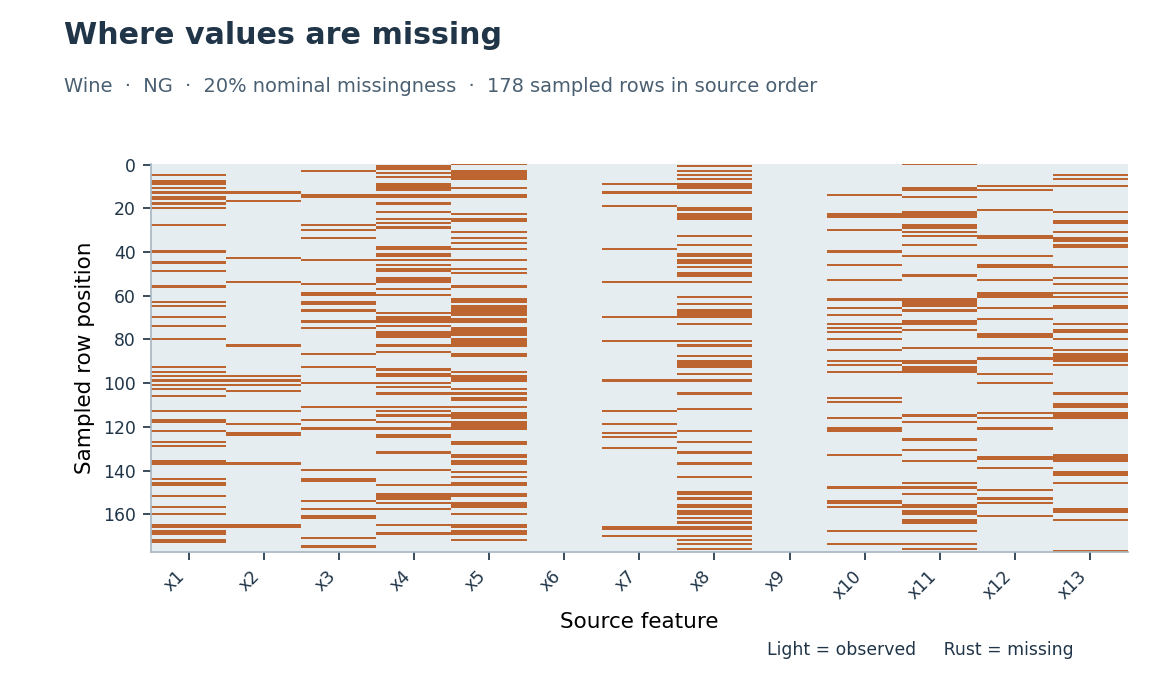 Where values are missing
Wine · NG · 20% nominal missingness · 178 sampled rows in source order
Sampled row position
0
20
40
60
80
100
120
140
160
x1 x2 x3 x4 x5 x6 x7 x8 x9 x10 x11 x12 x13
Source feature
Light = observed Rust = missing